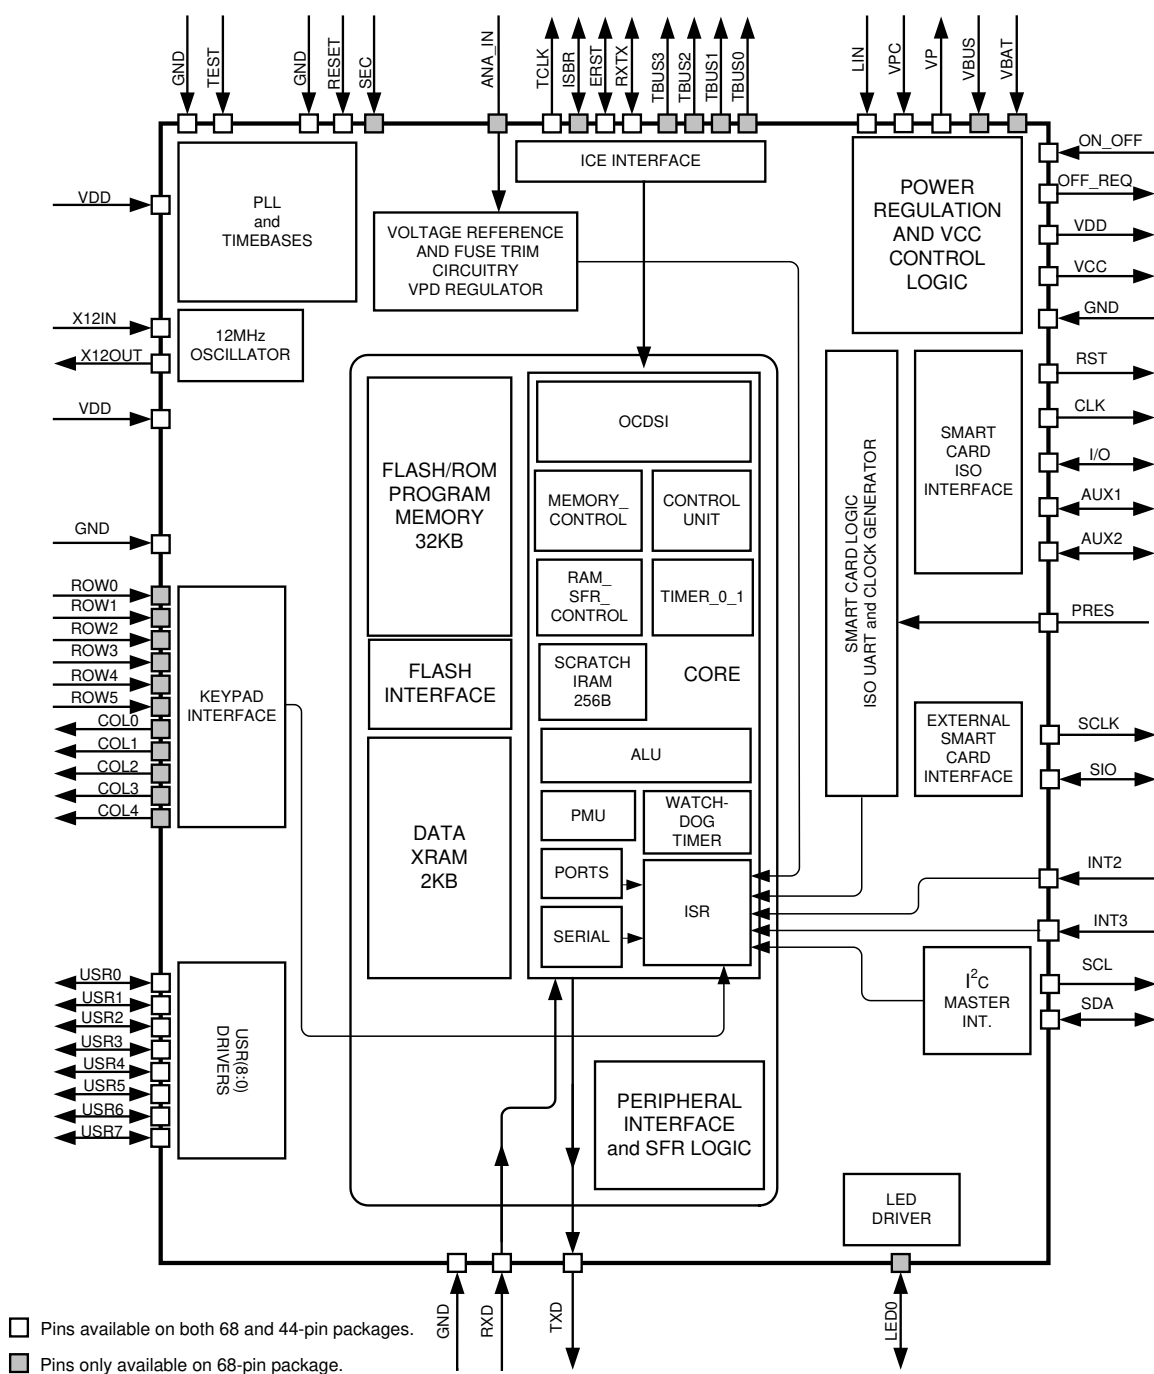 GND
TEST
GND
RESET
SEC
ANA_IN
TCLK
ISBR
ERST
RXTX
TBUS3
TBUS2
TBUS1
TBUS0
LIN
VPC
VP
VBUS
VBAT
ON_OFF
OFF_REQ
VDD
VCC
GND
RST
CLK
I/O
AUX1
AUX2
PRES
SCLK
SIO
INT2
INT3
SCL
SDA
VDD
X12IN
X12OUT
VDD
GND
ROW0
ROW1
ROW2
ROW3
ROW4
ROW5
COL0
COL1
COL2
COL3
COL4
USR0
USR1
USR2
USR3
USR4
USR5
USR6
USR7
PLL
and
TIMEBASES
12MHz
OSCILLATOR
VOLTAGE REFERENCE
AND FUSE TRIM
CIRCUITRY
VPD REGULATOR
ICE INTERFACE
POWER
REGULATION
AND VCC
CONTROL
LOGIC
FLASH/ROM
PROGRAM
MEMORY
32KB
FLASH
INTERFACE
DATA
XRAM
2KB
OCDSI
MEMORY_
CONTROL
CONTROL
UNIT
RAM_
SFR_
CONTROL
TIMER_0_1
SCRATCH
IRAM
256B
CORE
ALU
PMU
WATCH-
DOG
TIMER
PORTS
SERIAL
ISR
SMART CARD LOGIC
ISO UART and CLOCK GENERATOR
SMART
CARD
ISO
INTERFACE
EXTERNAL
SMART
CARD
INTERFACE
KEYPAD
INTERFACE
USR(8:0)
DRIVERS
I2C
MASTER
INT.
PERIPHERAL
INTERFACE
and SFR LOGIC
LED
DRIVER
GND
RXD
TXD
LED0
Pins available on both 68 and 44-pin packages.
Pins only available on 68-pin package.